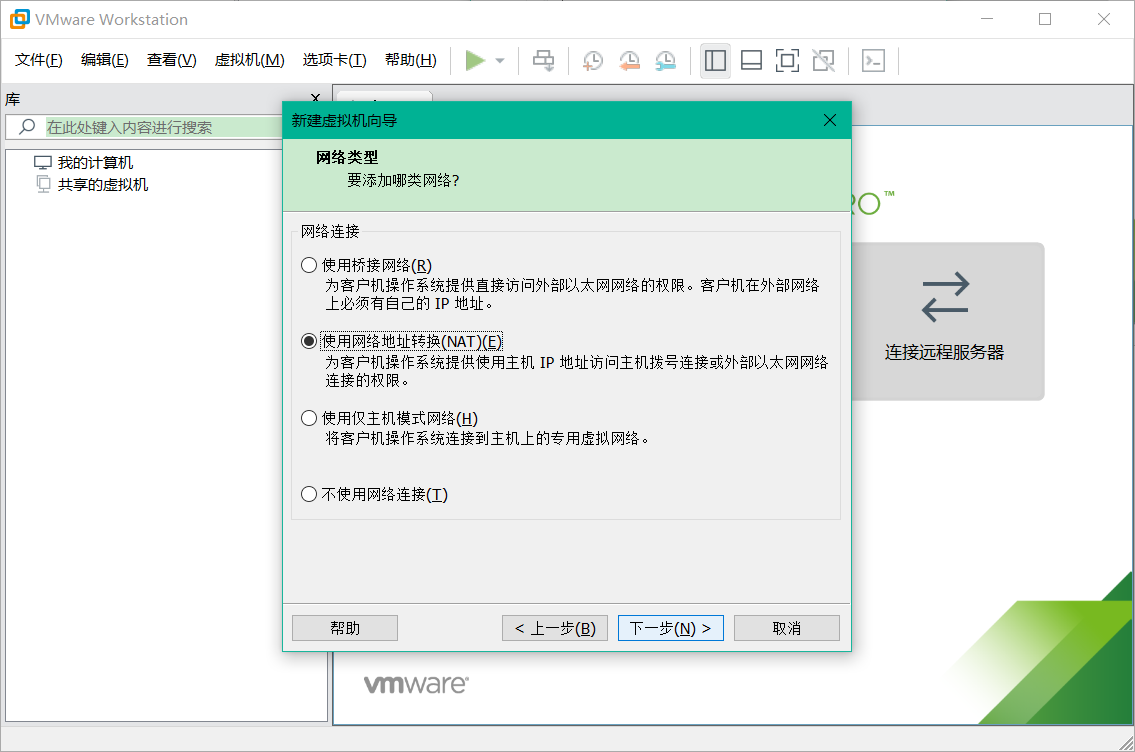 VMware Workstation
文件(F) 编辑(E) 查看(V) 虚拟机(M) 选项卡(T) 帮助(H)
库
在此处键入内容进行搜索
我的计算机
共享的虚拟机
新建虚拟机向导
网络类型
要添加哪类网络?
网络连接
使用桥接网络(R)
为客户机操作系统提供直接访问外部以太网网络的权限。客户机在外部网络
上必须有自己的 IP 地址。
使用网络地址转换(NAT)(E)
为客户机操作系统提供使用主机 IP 地址访问主机拨号连接或外部以太网网络
连接的权限。
使用仅主机模式网络(H)
将客户机操作系统连接到主机上的专用虚拟网络。
不使用网络连接(T)
帮助
< 上一步(B)
下一步(N) >
取消
RO™
连接远程服务器
vmware®